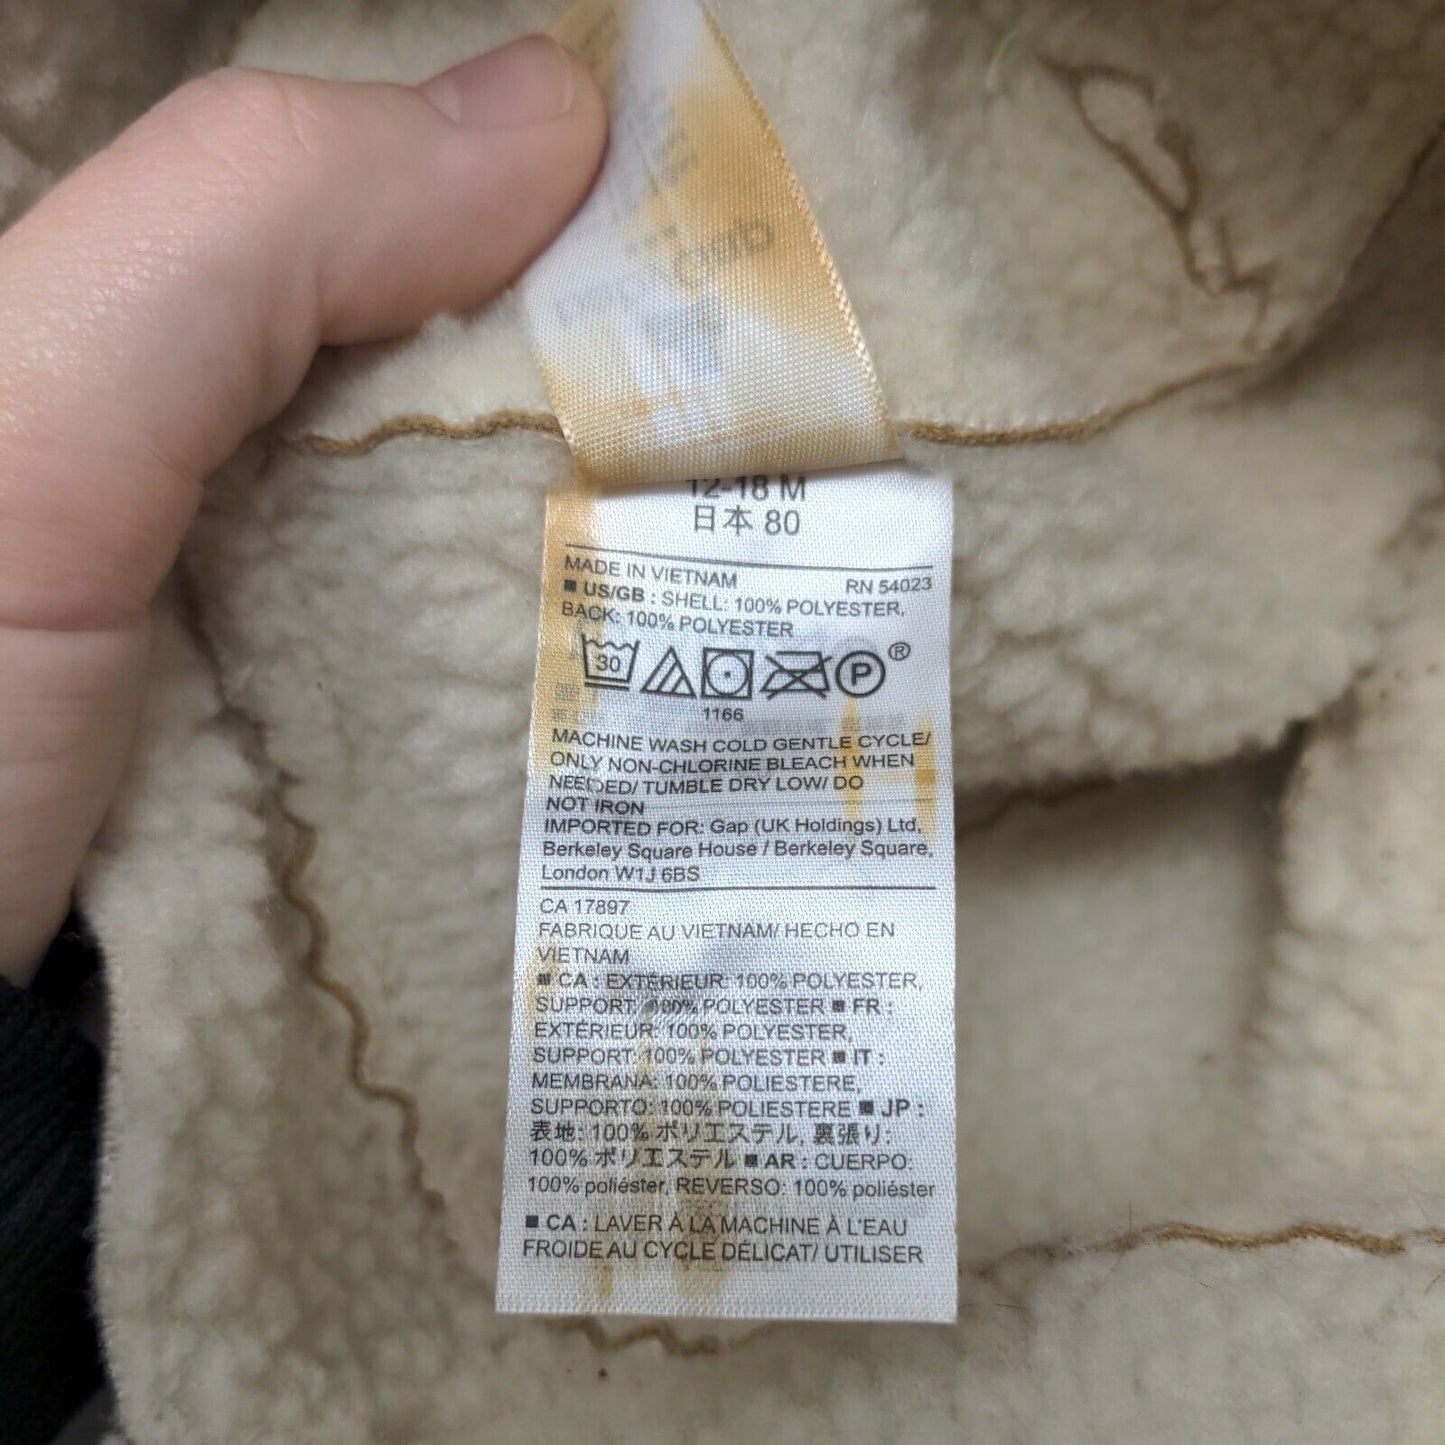 12-18 M
日本 80
MADE IN VIETNAM RN 54023
■ US/GB : SHELL: 100% POLYESTER,
BACK: 100% POLYESTER
30 P ®
1166
MACHINE WASH COLD GENTLE CYCLE/
ONLY NON-CHLORINE BLEACH WHEN
NEEDED/ TUMBLE DRY LOW/ DO
NOT IRON
IMPORTED FOR: Gap (UK Holdings) Ltd,
Berkeley Square House / Berkeley Square,
London W1J 6BS
CA 17897
FABRIQUE AU VIETNAM/ HECHO EN
VIETNAM
■ CA : EXTÉRIEUR: 100% POLYESTER,
SUPPORT: 100% POLYESTER ■ FR :
EXTÉRIEUR: 100% POLYESTER,
SUPPORT: 100% POLYESTER ■ IT :
MEMBRANA: 100% POLIESTERE,
SUPPORTO: 100% POLIESTERE ■ JP :
表地: 100% ポリエステル, 裏張り:
100% ポリエステル ■ AR : CUERPO:
100% poliéster, REVERSO: 100% poliéster
■ CA : LAVER À LA MACHINE À L'EAU
FROIDE AU CYCLE DÉLICAT/ UTILISER